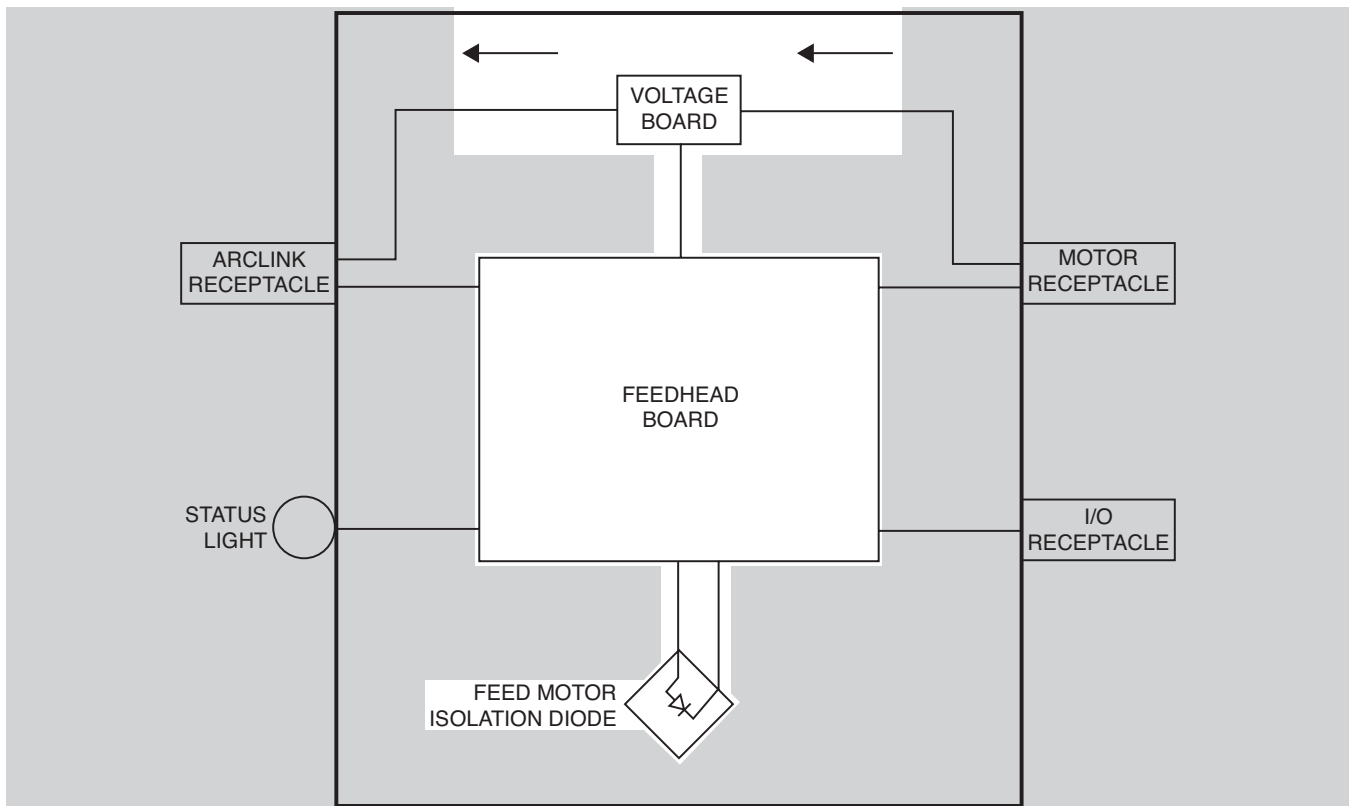 VOLTAGE
BOARD
ARCLINK
RECEPTACLE
MOTOR
RECEPTACLE
FEEDHEAD
BOARD
STATUS
LIGHT
I/O
RECEPTACLE
FEED MOTOR
ISOLATION DIODE